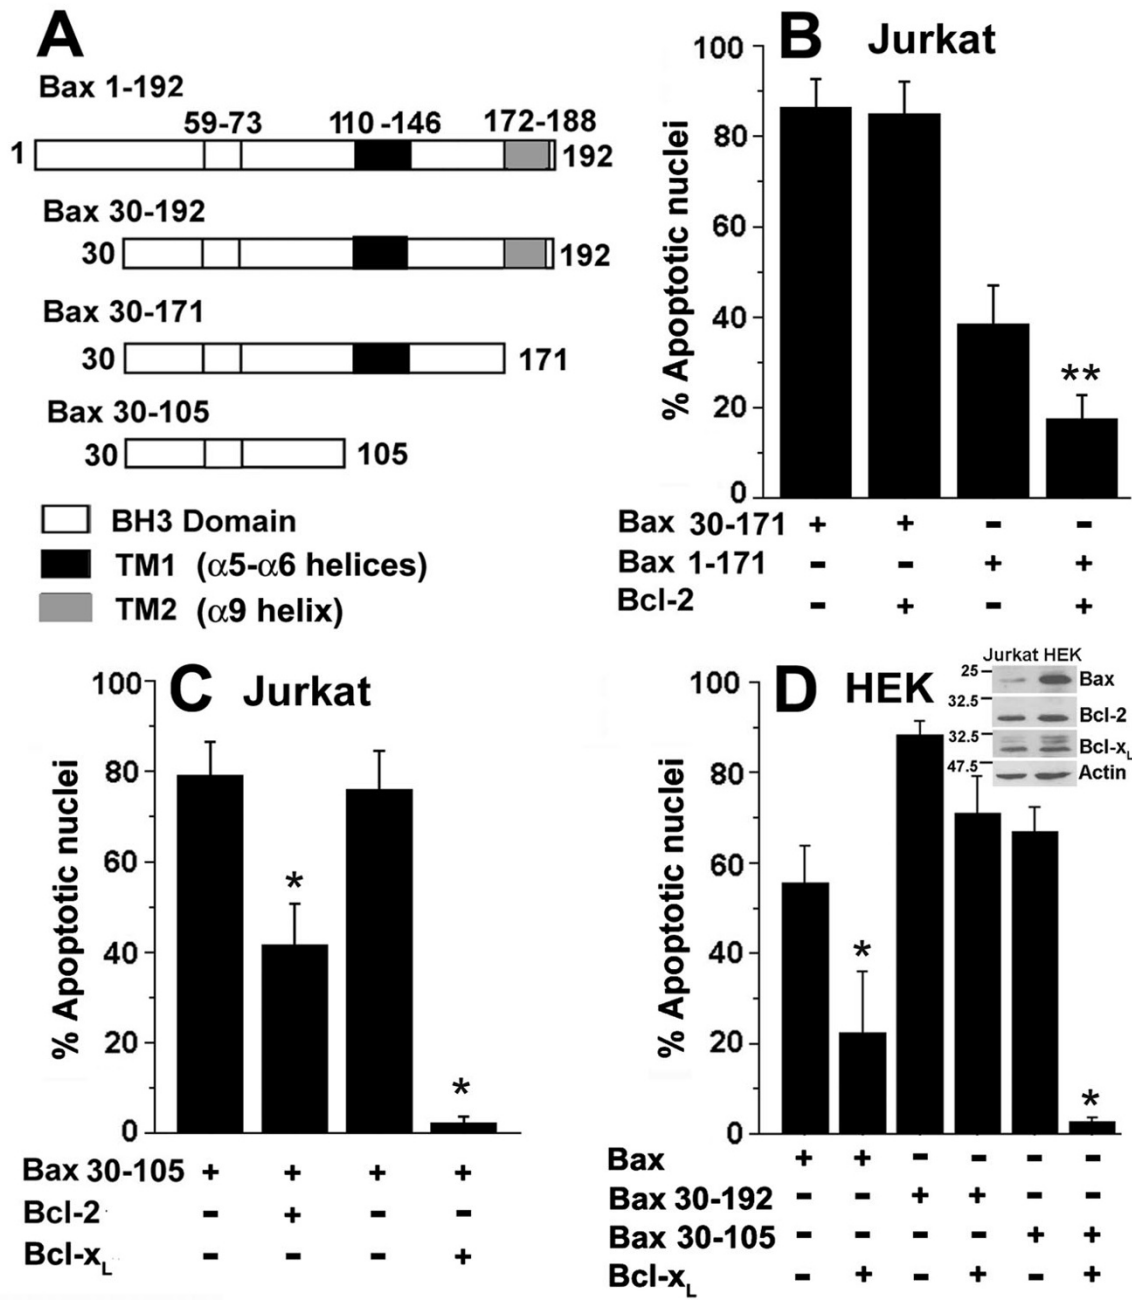 A
Bax 1-192
59-73 110-146 172-188
1 192
Bax 30-192
30 192
Bax 30-171
30 171
Bax 30-105
30 105
BH3 Domain
TM1 (α5-α6 helices)
TM2 (α9 helix)
B Jurkat
% Apoptotic nuclei
100
80
60
40
20
0
Bax 30-171 + + - -
Bax 1-171 - - + +
Bcl-2 - + - +
**
C Jurkat
% Apoptotic nuclei
100
80
60
40
20
0
*
*
Bax 30-105 + + + +
Bcl-2 - + - -
Bcl-xL - - - +
D HEK
Jurkat HEK
25 Bax
32.5 Bcl-2
32.5 Bcl-xL
47.5 Actin
% Apoptotic nuclei
100
80
60
40
20
0
*
*
Bax + + - - - -
Bax 30-192 - - + + - -
Bax 30-105 - - - - + +
Bcl-xL - + - + - +